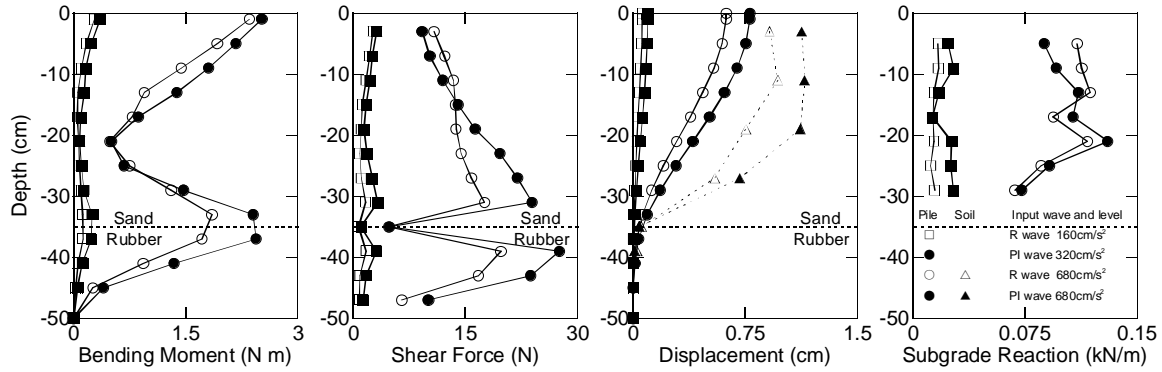 Depth (cm)
0
-10
-20
-30
-40
-50
Sand
Rubber
0 1.5 3
Bending Moment (N m)
0
-10
-20
-30
-40
-50
Sand
Rubber
0 15 30
Shear Force (N)
0
-10
-20
-30
-40
-50
Sand
Rubber
0 0.75 1.5
Displacement (cm)
0
-10
-20
-30
-40
-50
Pile Soil Input wave and level
R wave 160cm/s²
PI wave 320cm/s²
R wave 680cm/s²
PI wave 680cm/s²
0 0.075 0.15
Subgrade Reaction (kN/m)